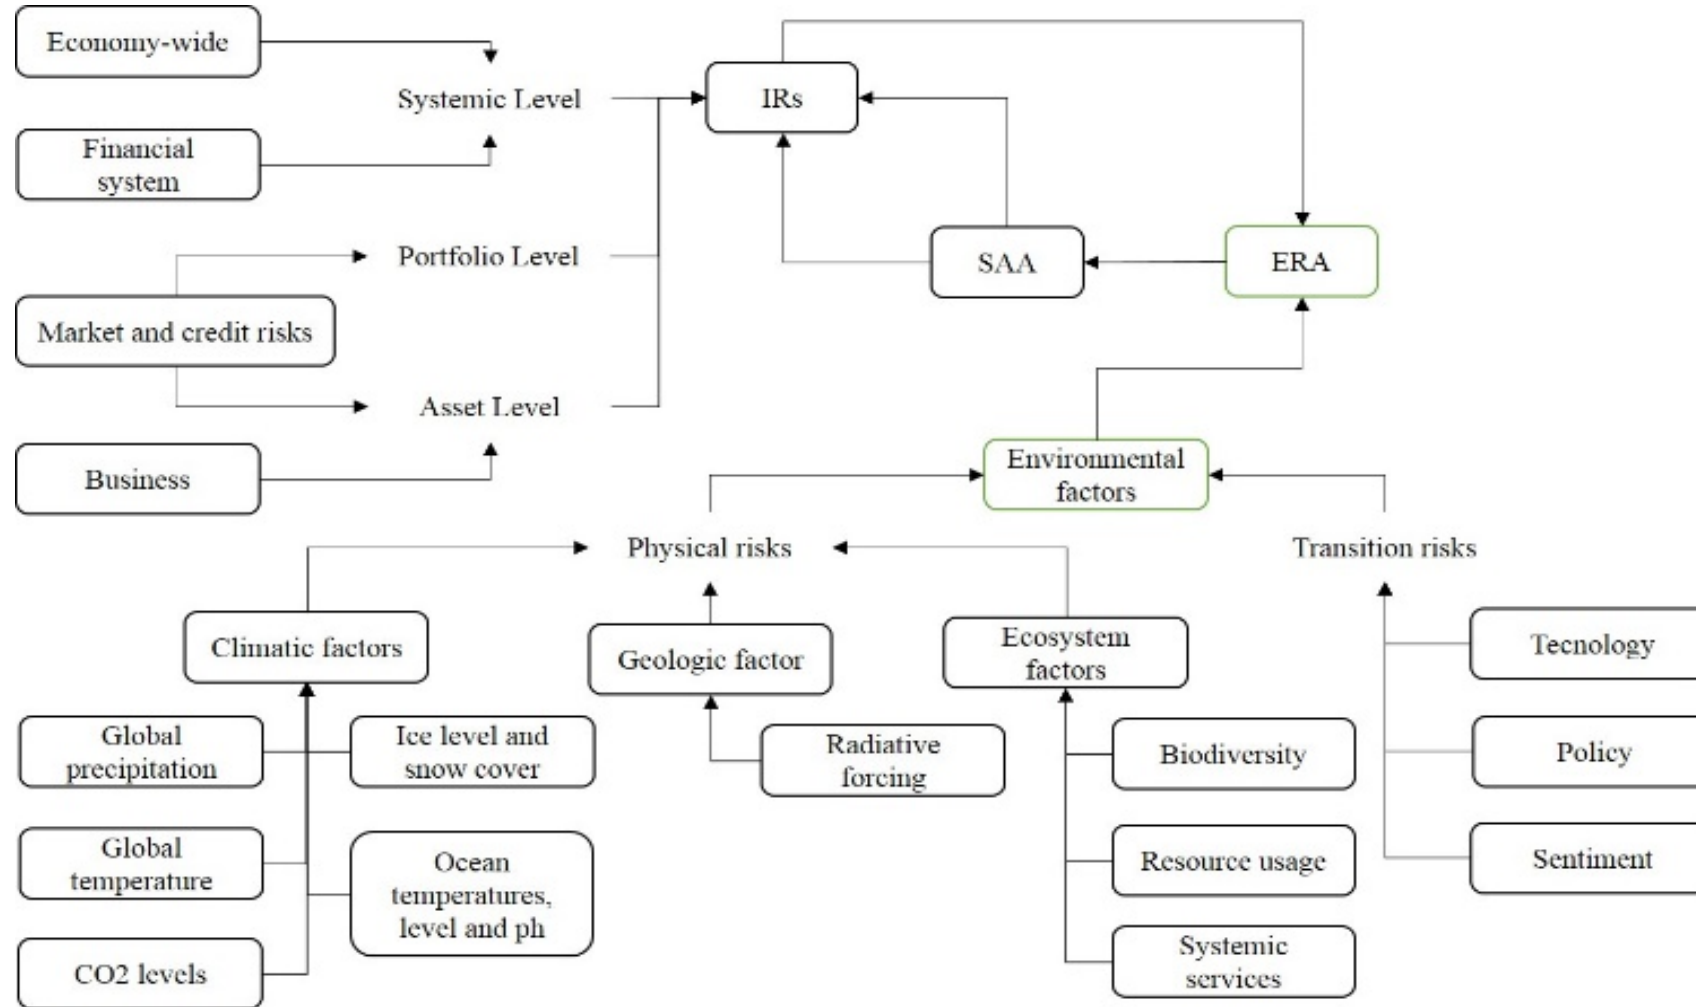 Economy-wide
Systemic Level
IRs
Financial
system
Portfolio Level
SAA
ERA
Market and credit risks
Asset Level
Business
Environmental
factors
Physical risks
Transition risks
Climatic factors
Geologic factor
Ecosystem
factors
Tecnology
Global
precipitation
Ice level and
snow cover
Radiative
forcing
Biodiversity
Policy
Global
temperature
Ocean
temperatures,
level and ph
Resource usage
Sentiment
CO2 levels
Systemic
services